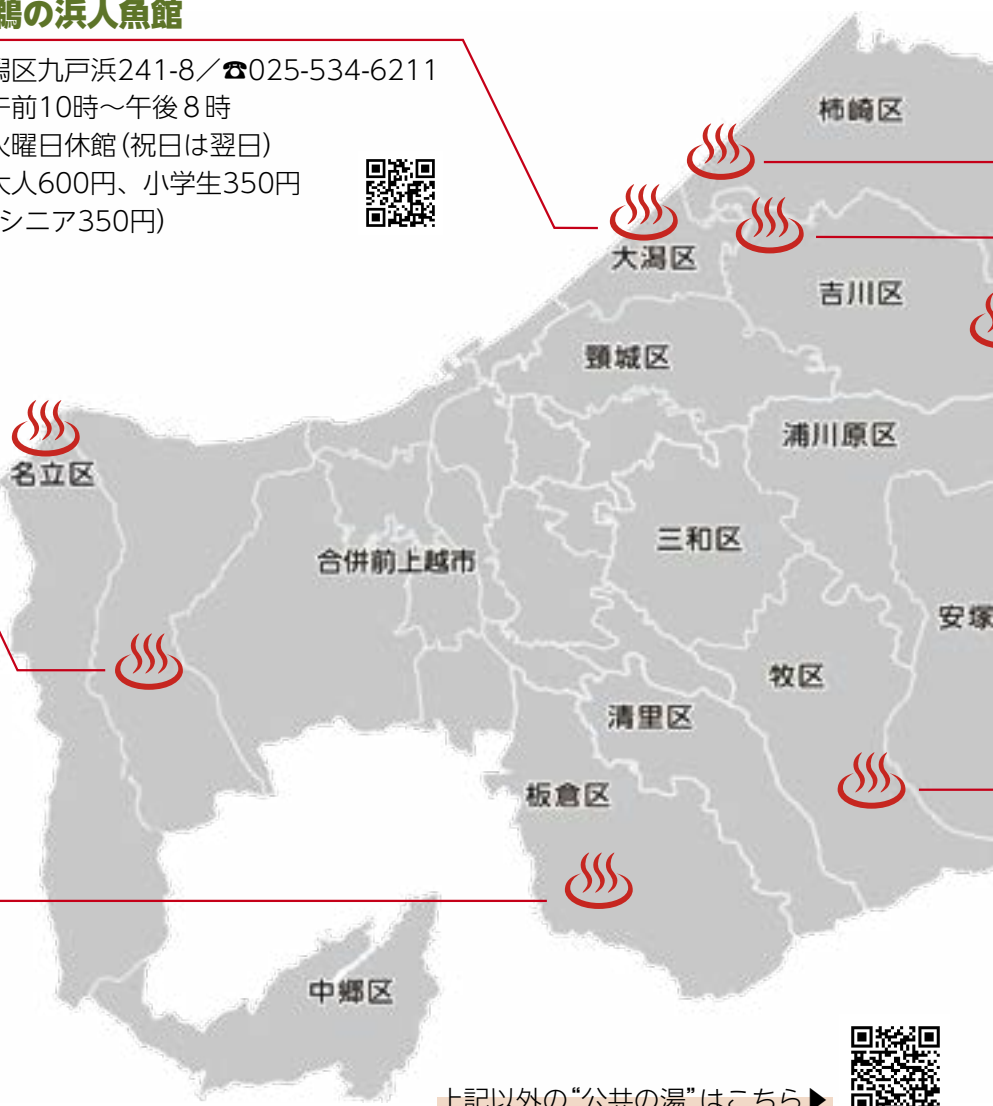 鵜の浜人魚館
潟区九戸浜241-8／☎025-534-6211
午前10時～午後８時
火曜日休館（祝日は翌日）
大人600円、小学生350円
シニア350円）
柿崎区
大潟区
吉川区
頸城区
浦川原区
名立区
三和区
合併前上越市
安塚
牧区
清里区
板倉区
中郷区
上記以外の“公共の湯”はこちら▶